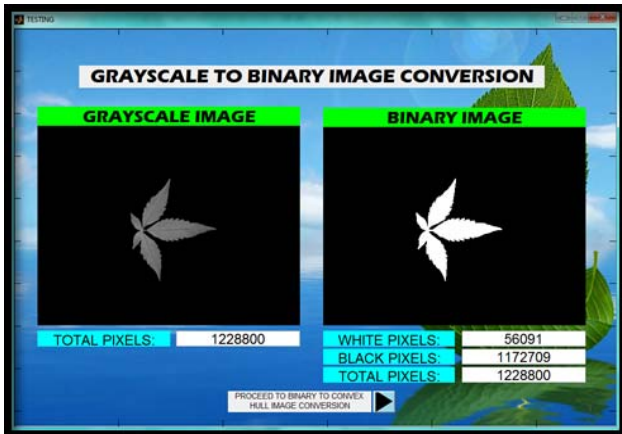 TESTING
GRAYSCALE TO BINARY IMAGE CONVERSION
GRAYSCALE IMAGE
BINARY IMAGE
TOTAL PIXELS: 1228800
WHITE PIXELS: 56091
BLACK PIXELS: 1172709
TOTAL PIXELS: 1228800
PROCEED TO BINARY TO CONVEX
HULL IMAGE CONVERSION